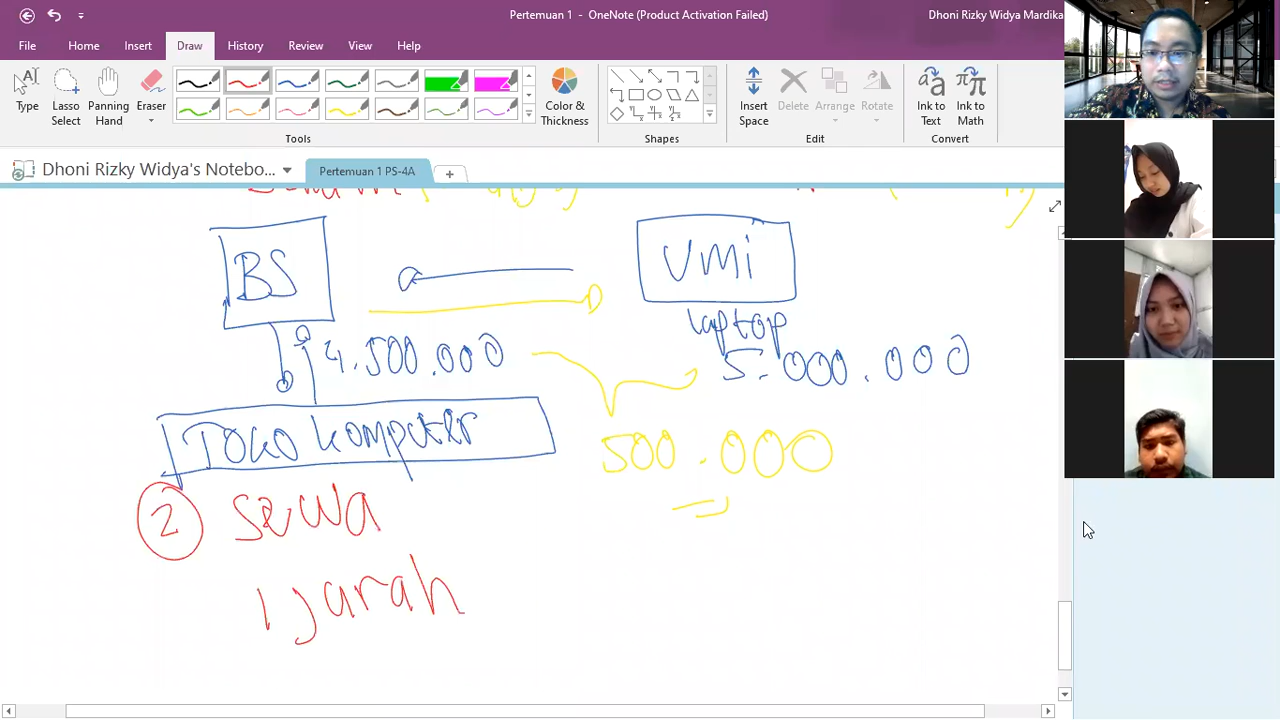 Pertemuan 1 - OneNote (Product Activation Failed)
Dhoni Rizky Widya Mardika
File Home Insert Draw History Review View Help
Type
Lasso Select
Panning Hand
Eraser
Color & Thickness
Insert Space
Delete
Arrange
Rotate
Ink to Text
Ink to Math
Tools
Shapes
Edit
Convert
Dhoni Rizky Widya's Notebo...
Pertemuan 1 PS-4A
BS
UMi
laptop
4.500.000
5.000.000
Toko komputer
500.000
2 sewa
ijarah